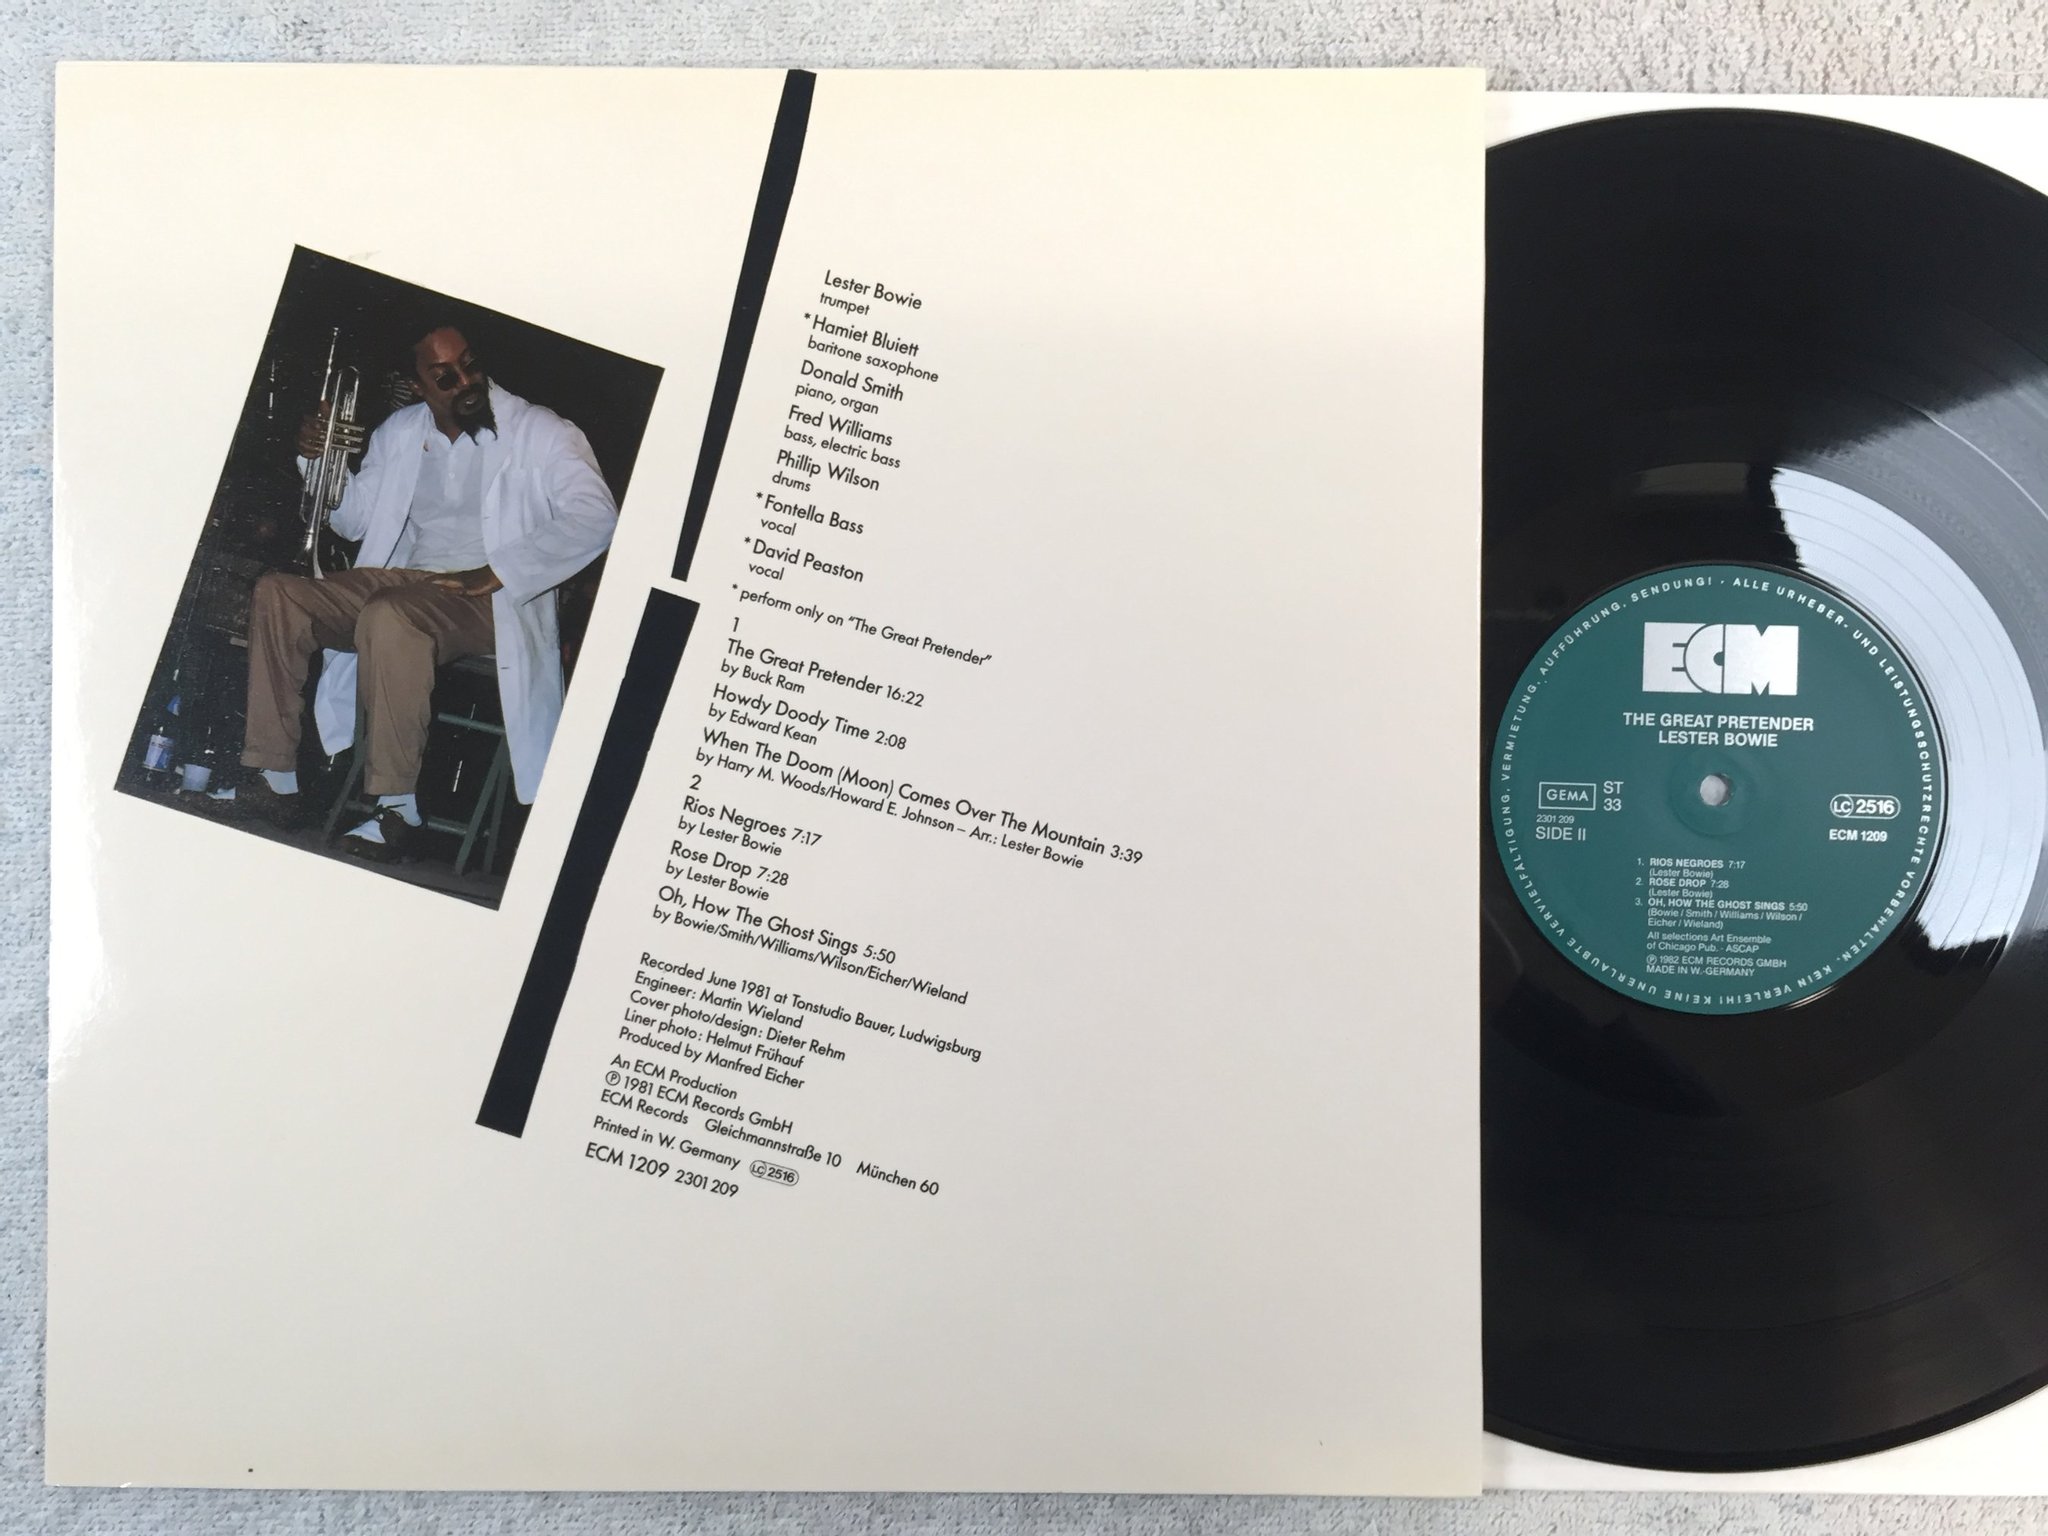 Lester Bowie
trumpet
*Hamiet Bluiett
baritone saxophone
Donald Smith
piano, organ
Fred Williams
bass, electric bass
Phillip Wilson
drums
*Fontella Bass
vocal
*David Peaston
vocal
*perform only on "The Great Pretender"
1
The Great Pretender 16:22
by Buck Ram
Howdy Doody Time 2:08
by Edward Kean
When The Doom (Moon) Comes Over The Mountain 3:39
by Harry M. Woods/Howard E. Johnson – Arr.: Lester Bowie
2
Rios Negroes 7:17
by Lester Bowie
Rose Drop 7:28
by Lester Bowie
Oh, How The Ghost Sings 5:50
by Bowie/Smith/Williams/Wilson/Eicher/Wieland
Recorded June 1981 at Tonstudio Bauer, Ludwigsburg
Engineer: Martin Wieland
Cover photo/design: Dieter Rehm
Liner photo: Helmut Frühauf
Produced by Manfred Eicher
An ECM Production
℗ 1981 ECM Records GmbH
ECM Records Gleichmannstraße 10 München 60
Printed in W. Germany LC 2516
ECM 1209 2301 209
ALLE URHEBER- UND LEISTUNGSSCHUTZRECHTE VORBEHALTEN. KEIN VERLEIH! KEINE UNERLAUBTE VERVIELFÄLTIGUNG, VERMIETUNG, AUFFÜHRUNG, SENDUNG! ·
ECM
THE GREAT PRETENDER
LESTER BOWIE
GEMA
ST
33
LC 2516
2301 209
SIDE II
ECM 1209
1. RIOS NEGROES 7:17
(Lester Bowie)
2. ROSE DROP 7:28
(Lester Bowie)
3. OH, HOW THE GHOST SINGS 5:50
(Bowie / Smith / Williams / Wilson /
Eicher / Wieland)
All selections Art Ensemble
of Chicago Pub. - ASCAP
℗ 1982 ECM RECORDS GMBH
MADE IN W.-GERMANY